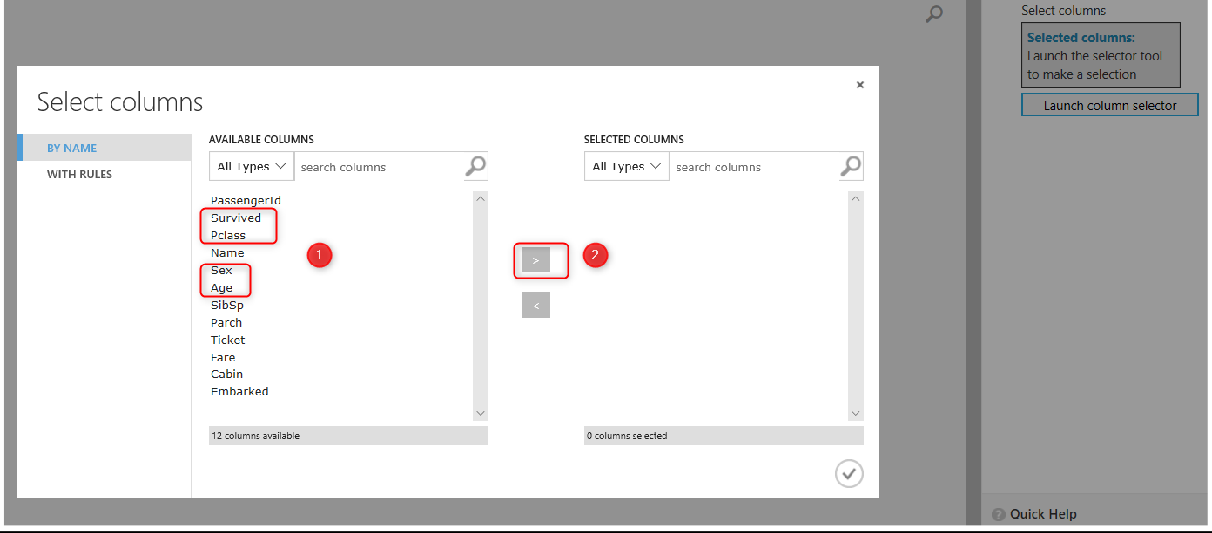 Select columns
Selected columns:
Launch the selector tool
to make a selection
Launch column selector
Select columns
BY NAME
WITH RULES
AVAILABLE COLUMNS
All Types
search columns
PassengerId
Survived
Pclass
Name
Sex
Age
SibSp
Parch
Ticket
Fare
Cabin
Embarked
12 columns available
1
>
<
2
SELECTED COLUMNS
All Types
search columns
0 columns selected
? Quick Help